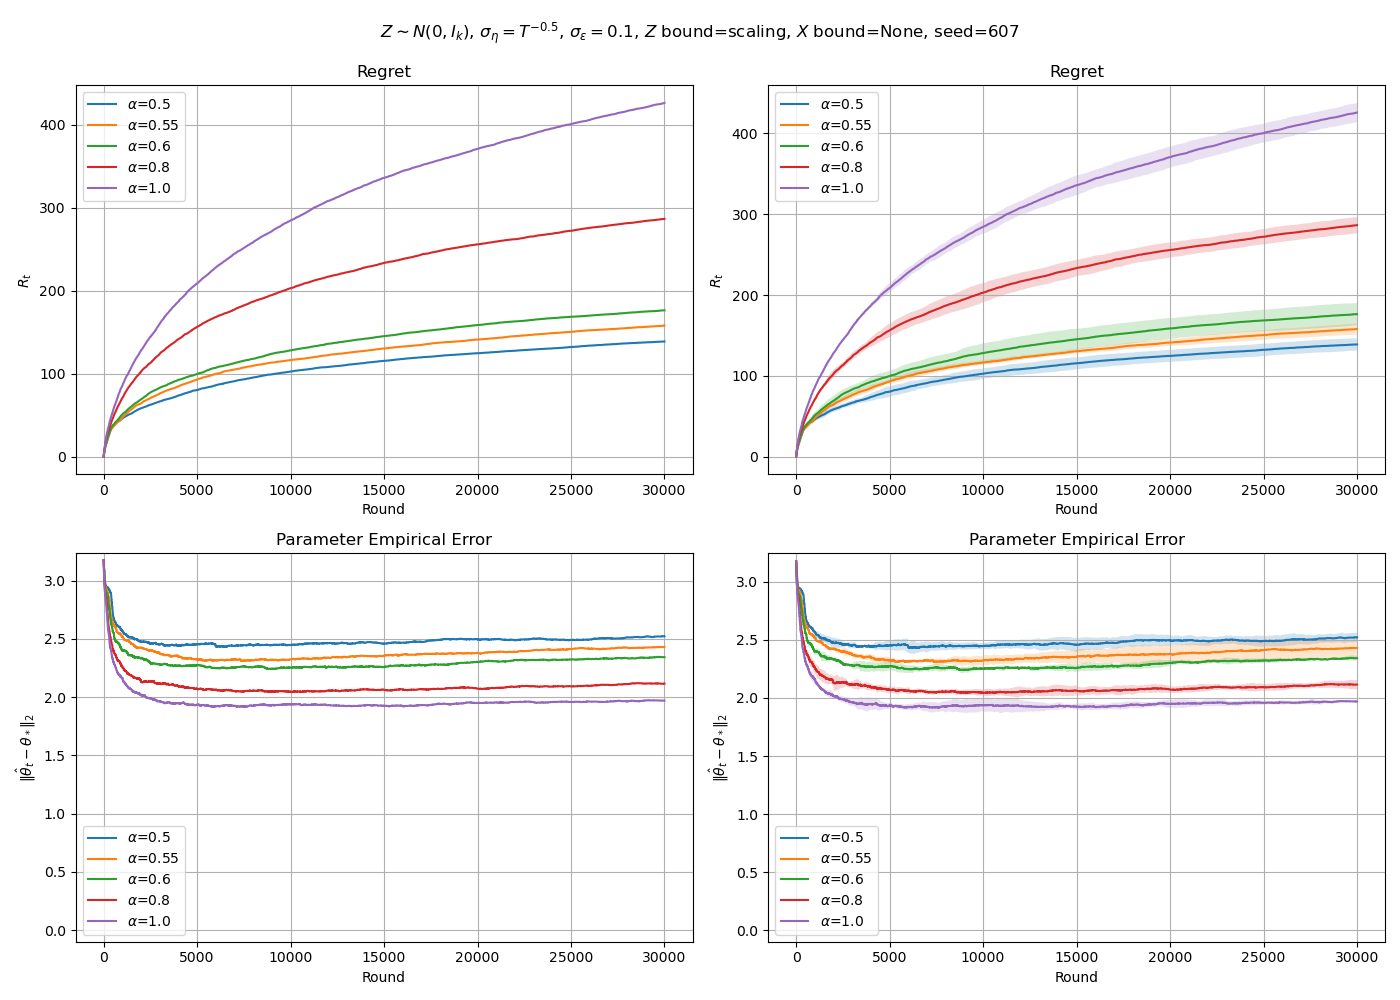 Z ∼ N(0, I_k), σ_η = T^{−0.5}, σ_ε = 0.1, Z bound=scaling, X bound=None, seed=607
Regret
R_t
400
300
200
100
0
α=0.5
α=0.55
α=0.6
α=0.8
α=1.0
0 5000 10000 15000 20000 25000 30000
Round
Regret
R_t
400
300
200
100
0
α=0.5
α=0.55
α=0.6
α=0.8
α=1.0
0 5000 10000 15000 20000 25000 30000
Round
Parameter Empirical Error
‖θ̂_t − θ_*‖_2
3.0
2.5
2.0
1.5
1.0
0.5
0.0
α=0.5
α=0.55
α=0.6
α=0.8
α=1.0
0 5000 10000 15000 20000 25000 30000
Round
Parameter Empirical Error
‖θ̂_t − θ_*‖_2
3.0
2.5
2.0
1.5
1.0
0.5
0.0
α=0.5
α=0.55
α=0.6
α=0.8
α=1.0
0 5000 10000 15000 20000 25000 30000
Round